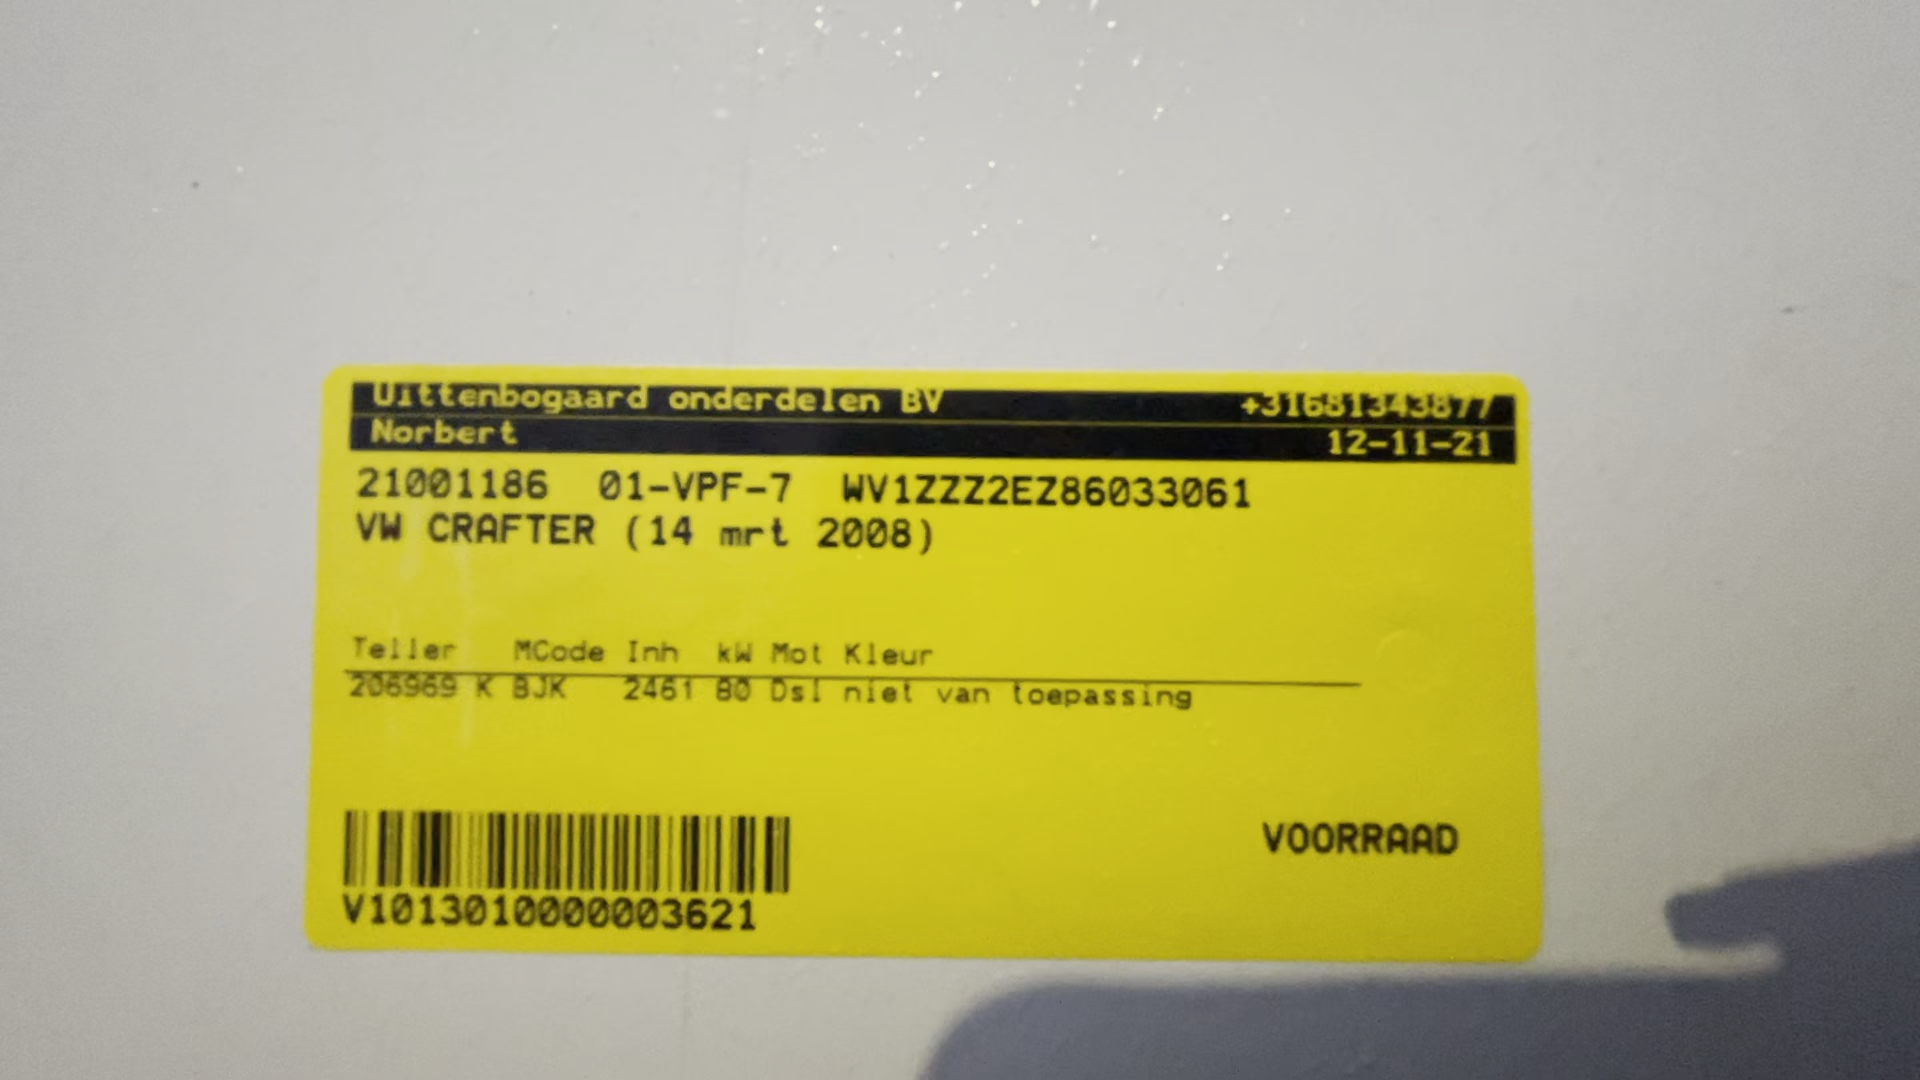 Uittenbogaard onderdelen BV +31681343877
Norbert 12-11-21
21001186 01-VPF-7 WV1ZZZ2EZ86033061
VW CRAFTER (14 mrt 2008)
Teller MCode Inh kW Mot Kleur
206969 K BJK 2461 80 Dsl niet van toepassing
VOORRAAD
V1013010000003621